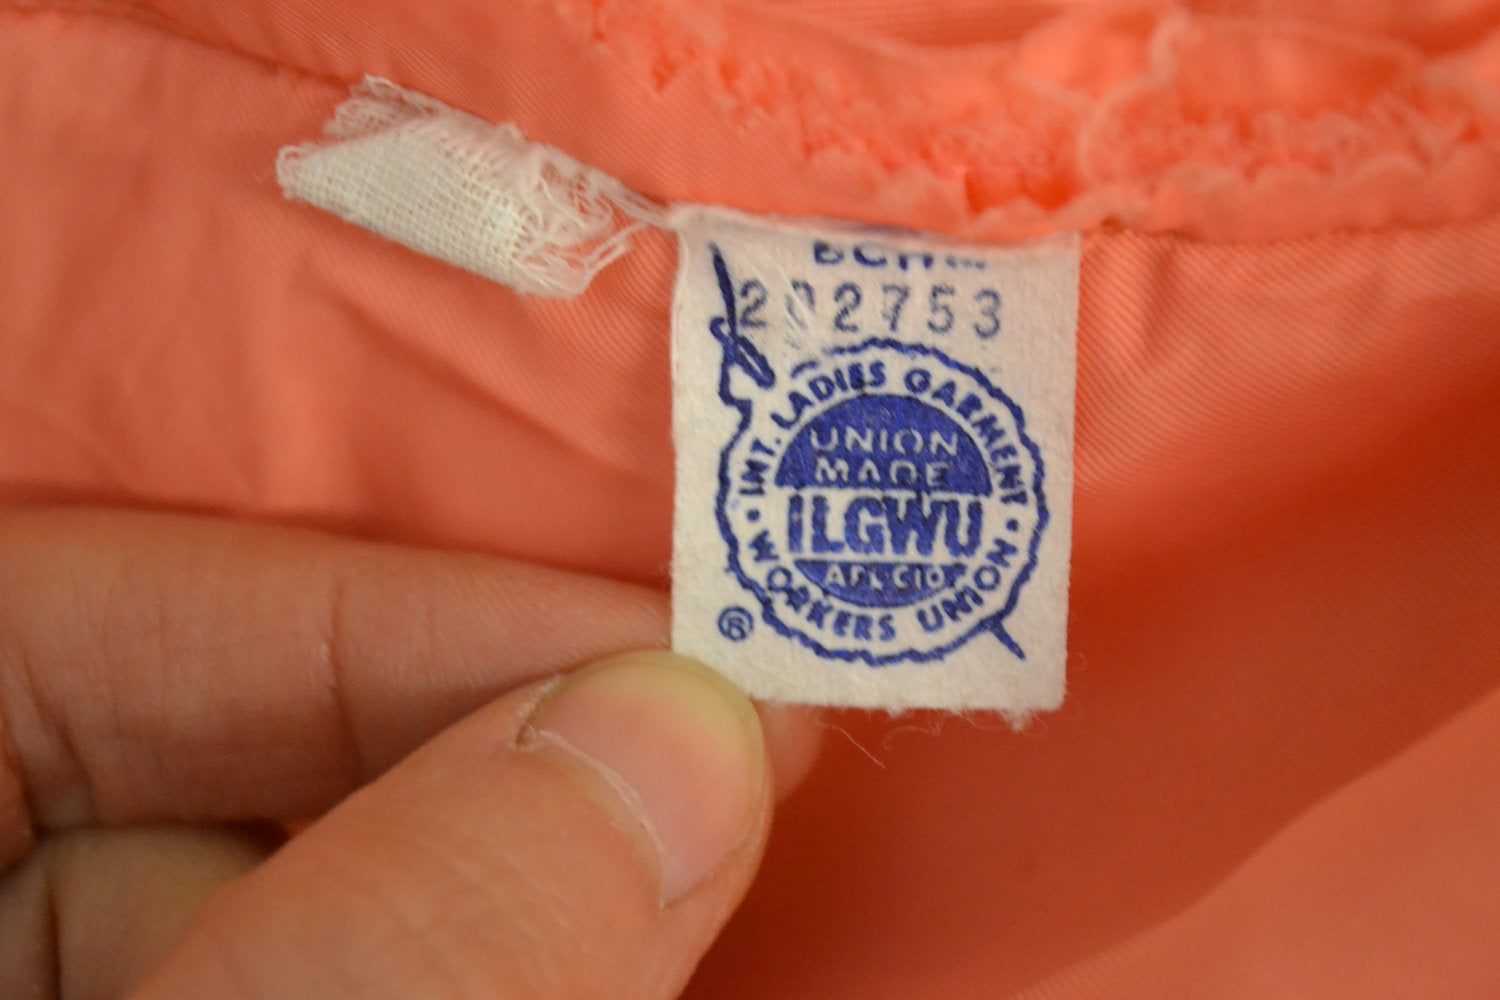 202753
INT. LADIES GARMENT
UNION
MADE
ILGWU
AFL CIO
WORKERS UNION
®